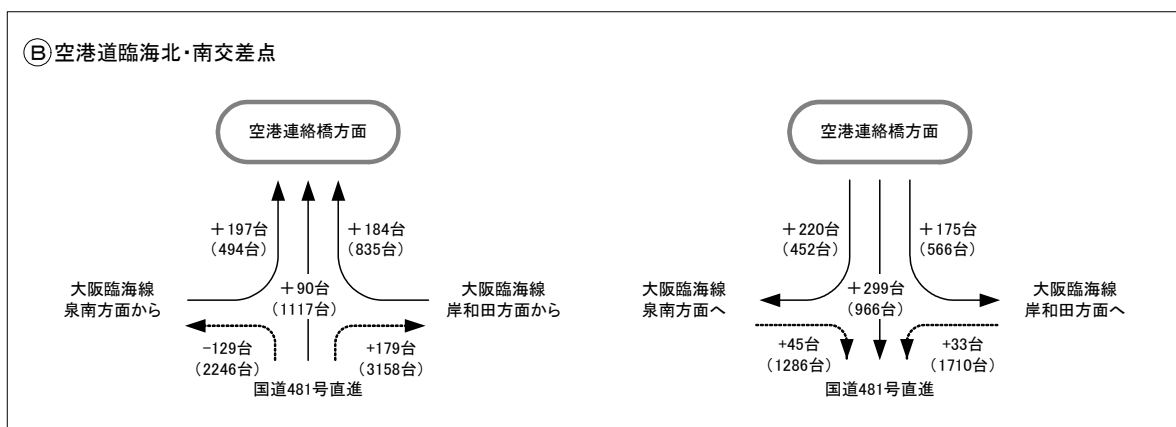 Ⓑ空港道臨海北・南交差点
空港連絡橋方面
+197台
(494台)
+184台
(835台)
大阪臨海線
泉南方面から
+90台
(1117台)
大阪臨海線
岸和田方面から
-129台
(2246台)
+179台
(3158台)
国道481号直進
空港連絡橋方面
+220台
(452台)
+175台
(566台)
大阪臨海線
泉南方面へ
+299台
(966台)
大阪臨海線
岸和田方面へ
+45台
(1286台)
+33台
(1710台)
国道481号直進